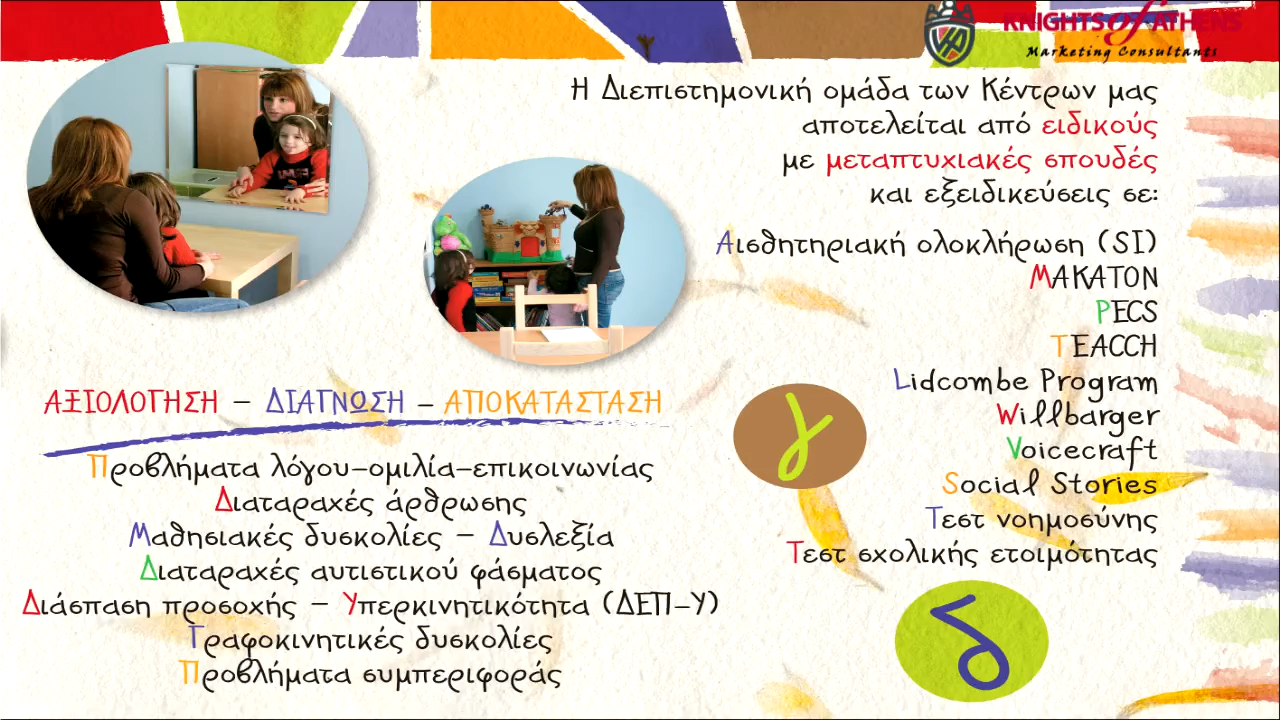 KNIGHTS of ATHENS
Marketing Consultants
Η Διεπιστημονική ομάδα των Κέντρων μας
αποτελείται από ειδικούς
με μεταπτυχιακές σπουδές
και εξειδικεύσεις σε:
Αισθητηριακή ολοκλήρωση (SI)
MAKATON
PECS
TEACCH
Lidcombe Program
Willbarger
Voicecraft
Social Stories
Τεστ νοημοσύνης
Τεστ σχολικής ετοιμότητας
ΑΞΙΟΛΟΓΗΣΗ – ΔΙΑΓΝΩΣΗ – ΑΠΟΚΑΤΑΣΤΑΣΗ
Προβλήματα λόγου-ομιλία-επικοινωνίας
Διαταραχές άρθρωσης
Μαθησιακές δυσκολίες – Δυσλεξία
Διαταραχές αυτιστικού φάσματος
Διάσπαση προσοχής – Υπερκινητικότητα (ΔΕΠ-Υ)
Γραφοκινητικές δυσκολίες
Προβλήματα συμπεριφοράς
γ
δ